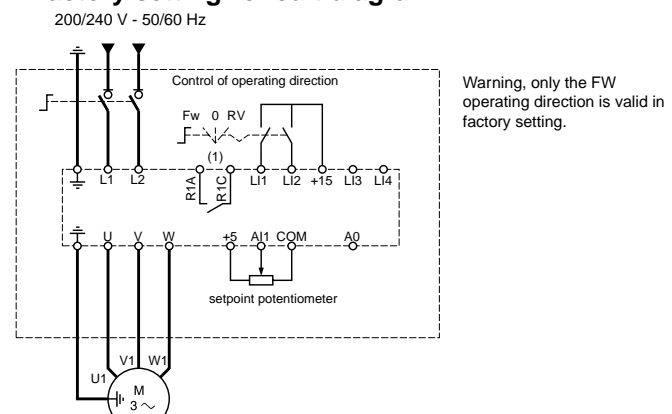 200/240 V - 50/60 Hz
Control of operating direction
Warning, only the FW
operating direction is valid in
factory setting.
Fw 0 RV
(1)
L1 L2 R1A R1C LI1 LI2 +15 LI3 LI4
U V W +5 AI1 COM A0
setpoint potentiometer
U1 V1 W1
M
3 ~